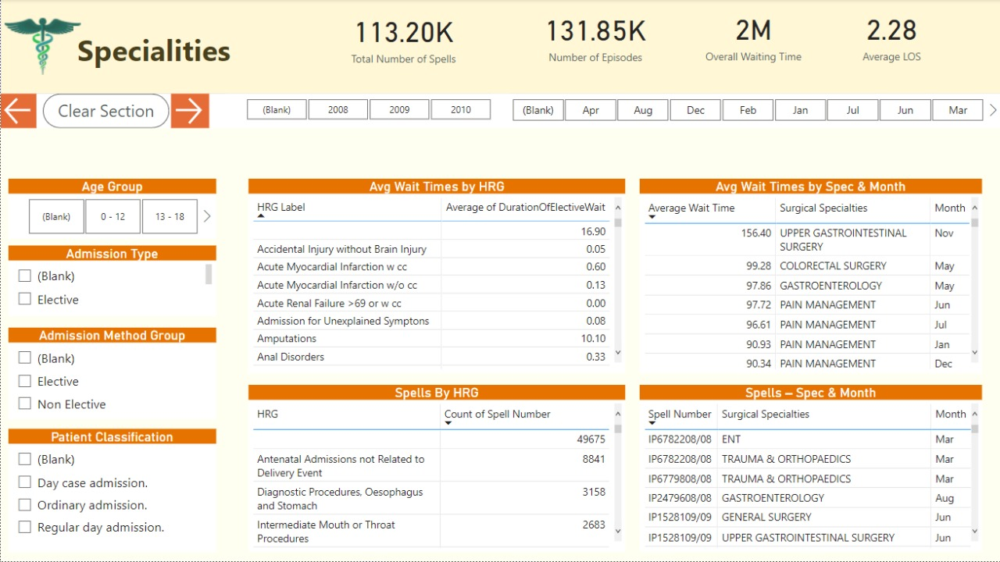 Specialities
113.20K
Total Number of Spells
131.85K
Number of Episodes
2M
Overall Waiting Time
2.28
Average LOS
Clear Section
(Blank) 2008 2009 2010
(Blank) Apr Aug Dec Feb Jan Jul Jun Mar
Age Group
(Blank) 0 - 12 13 - 18
Admission Type
(Blank)
Elective
Admission Method Group
(Blank)
Elective
Non Elective
Patient Classification
(Blank)
Day case admission.
Ordinary admission.
Regular day admission.
Avg Wait Times by HRG
HRG Label Average of DurationOfElectiveWait
16.90
Accidental Injury without Brain Injury 0.05
Acute Myocardial Infarction w cc 0.60
Acute Myocardial Infarction w/o cc 0.13
Acute Renal Failure >69 or w cc 0.00
Admission for Unexplained Symptons 0.08
Amputations 10.10
Anal Disorders 0.33
Avg Wait Times by Spec & Month
Average Wait Time Surgical Specialties Month
156.40 UPPER GASTROINTESTINAL Nov
SURGERY
99.28 COLORECTAL SURGERY May
97.86 GASTROENTEROLOGY May
97.72 PAIN MANAGEMENT Jun
96.61 PAIN MANAGEMENT Jul
90.93 PAIN MANAGEMENT Jan
90.34 PAIN MANAGEMENT Dec
Spells By HRG
HRG Count of Spell Number
49675
Antenatal Admissions not Related to 8841
Delivery Event
Diagnostic Procedures, Oesophagus 3158
and Stomach
Intermediate Mouth or Throat 2683
Procedures
Spells – Spec & Month
Spell Number Surgical Specialties Month
IP6782208/08 ENT Mar
IP6782208/08 TRAUMA & ORTHOPAEDICS Mar
IP6779808/08 TRAUMA & ORTHOPAEDICS Mar
IP2479608/08 GASTROENTEROLOGY Aug
IP1528109/09 GENERAL SURGERY Jun
IP1528109/09 UPPER GASTROINTESTINAL SURGERY Jun